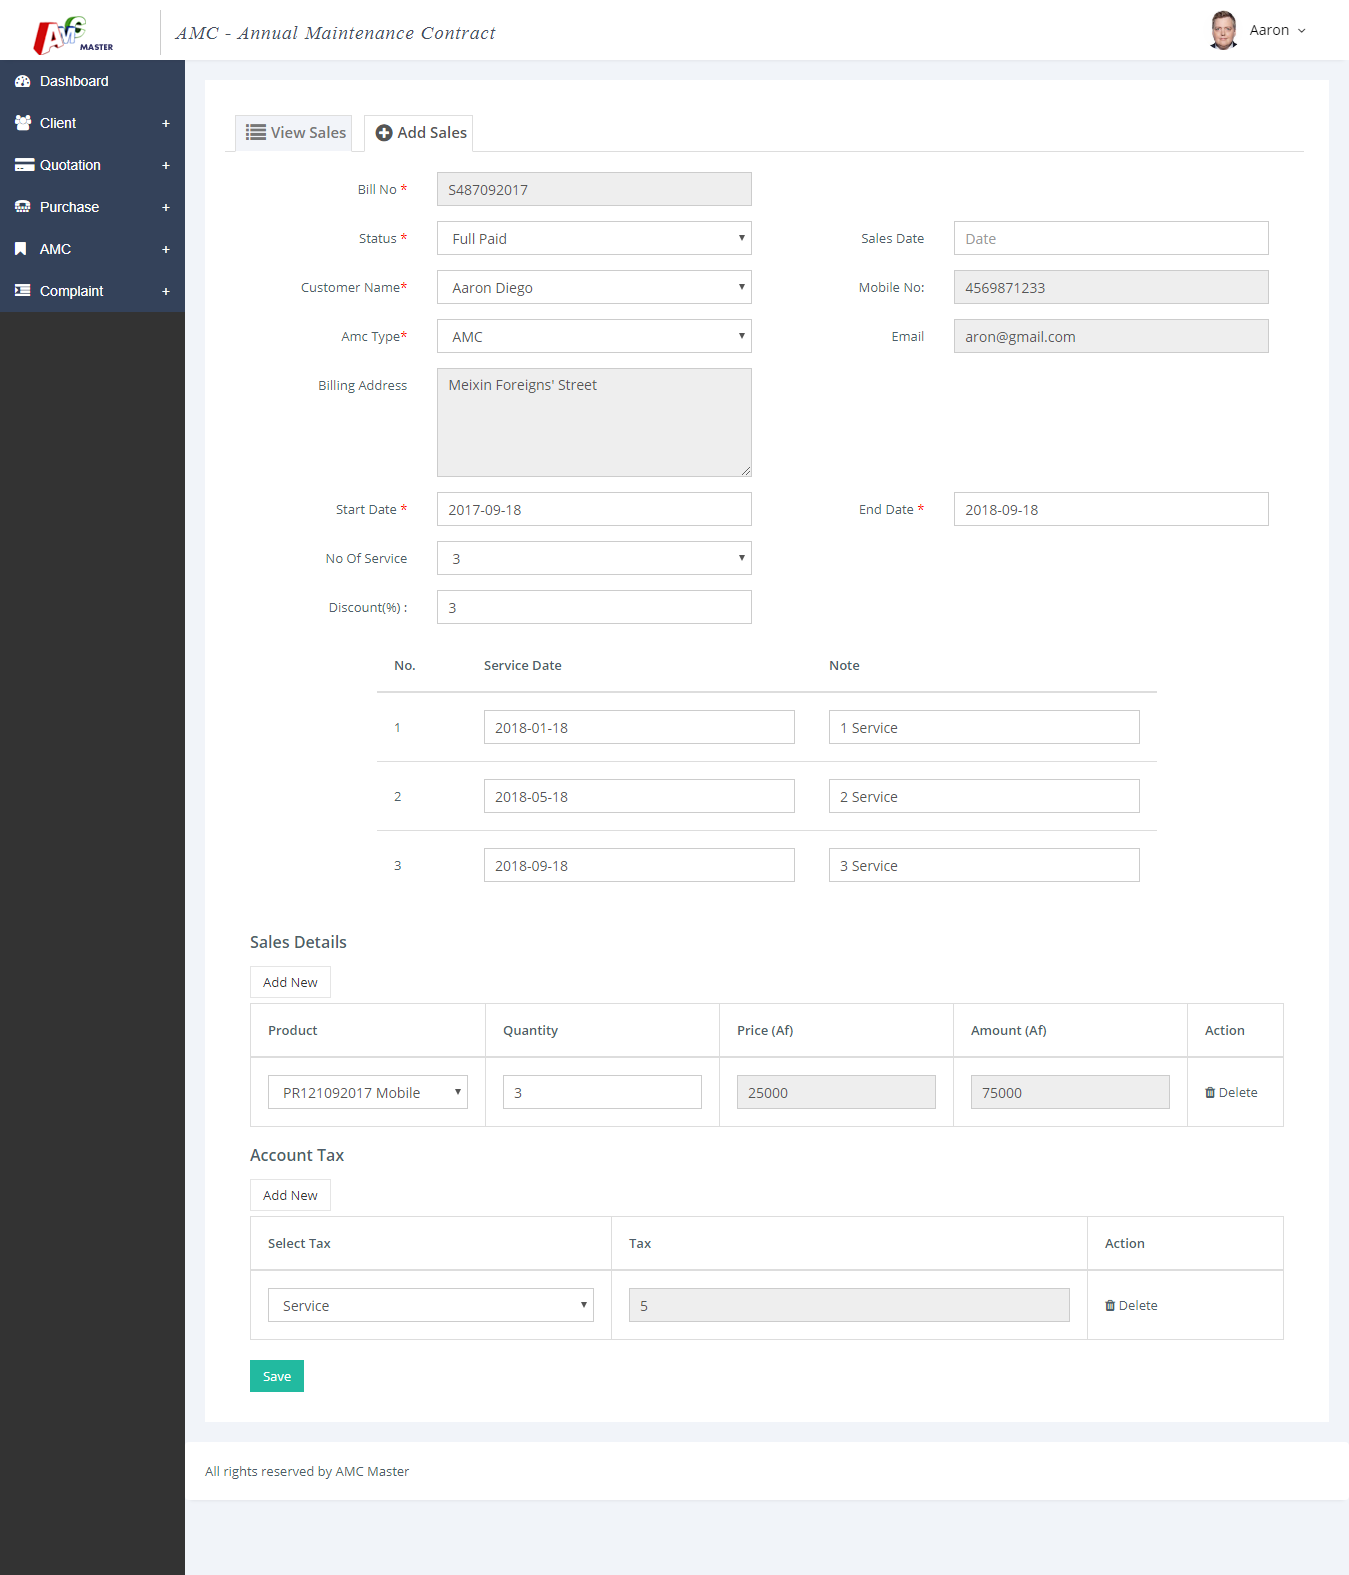 AMC MASTER
AMC - Annual Maintenance Contract
Aaron
Dashboard
Client +
Quotation +
Purchase +
AMC +
Complaint +
View Sales
Add Sales
Bill No * S487092017
Status * Full Paid
Sales Date Date
Customer Name* Aaron Diego
Mobile No: 4569871233
Amc Type* AMC
Email aron@gmail.com
Billing Address Meixin Foreigns' Street
Start Date * 2017-09-18
End Date * 2018-09-18
No Of Service 3
Discount(%) : 3
No. Service Date Note
1 2018-01-18 1 Service
2 2018-05-18 2 Service
3 2018-09-18 3 Service
Sales Details
Add New
Product Quantity Price (Af) Amount (Af) Action
PR121092017 Mobile 3 25000 75000 Delete
Account Tax
Add New
Select Tax Tax Action
Service 5 Delete
Save
All rights reserved by AMC Master